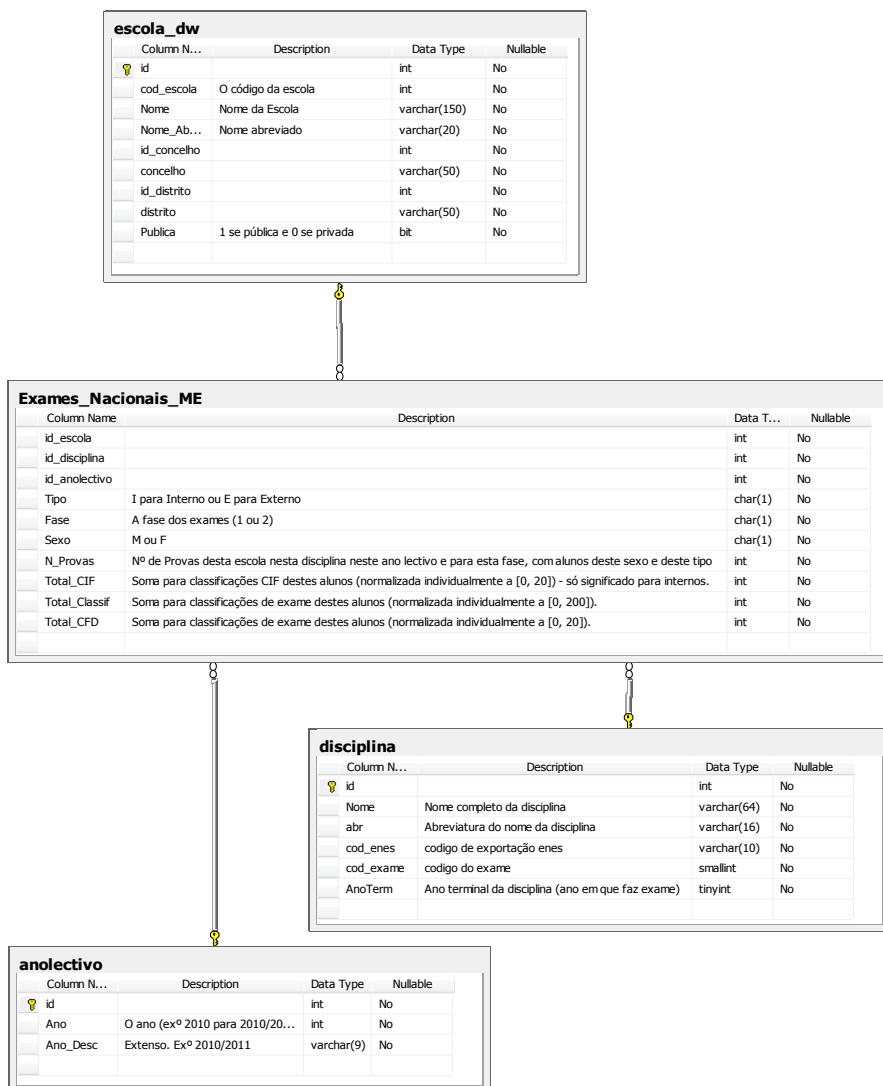 escola_dw
Column N... Description Data Type Nullable
id int No
cod_escola O código da escola int No
Nome Nome da Escola varchar(150) No
Nome_Ab... Nome abreviado varchar(20) No
id_concelho int No
concelho varchar(50) No
id_distrito int No
distrito varchar(50) No
Publica 1 se pública e 0 se privada bit No
Exames_Nacionais_ME
Column Name Description Data T... Nullable
id_escola int No
id_disciplina int No
id_anolectivo int No
Tipo I para Interno ou E para Externo char(1) No
Fase A fase dos exames (1 ou 2) char(1) No
Sexo M ou F char(1) No
N_Provas Nº de Provas desta escola nesta disciplina neste ano lectivo e para esta fase, com alunos deste sexo e deste tipo int No
Total_CIF Soma para classificações CIF destes alunos (normalizada individualmente a [0, 20]) - só significado para internos. int No
Total_Classif Soma para classificações de exame destes alunos (normalizada individualmente a [0, 200]). int No
Total_CFD Soma para classificações de exame destes alunos (normalizada individualmente a [0, 20]). int No
disciplina
Column N... Description Data Type Nullable
id int No
Nome Nome completo da disciplina varchar(64) No
abr Abreviatura do nome da disciplina varchar(16) No
cod_enes codigo de exportação enes varchar(10) No
cod_exame codigo do exame smallint No
AnoTerm Ano terminal da disciplina (ano em que faz exame) tinyint No
anolectivo
Column N... Description Data Type Nullable
id int No
Ano O ano (exº 2010 para 2010/20... int No
Ano_Desc Extenso. Exº 2010/2011 varchar(9) No